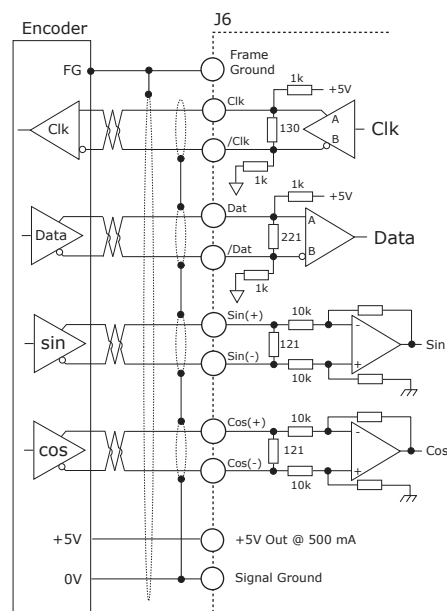 J6
Encoder
FG
Frame
Ground
1k
+5V
Clk
Clk
A
130
Clk
B
/Clk
1k
1k
+5V
Dat
A
Data
221
Data
B
/Dat
1k
Sin(+)
10k
-
sin
121
Sin
Sin(-)
+
10k
Cos(+)
10k
-
cos
121
Cos
Cos(-)
+
10k
+5V
+5V Out @ 500 mA
0V
Signal Ground